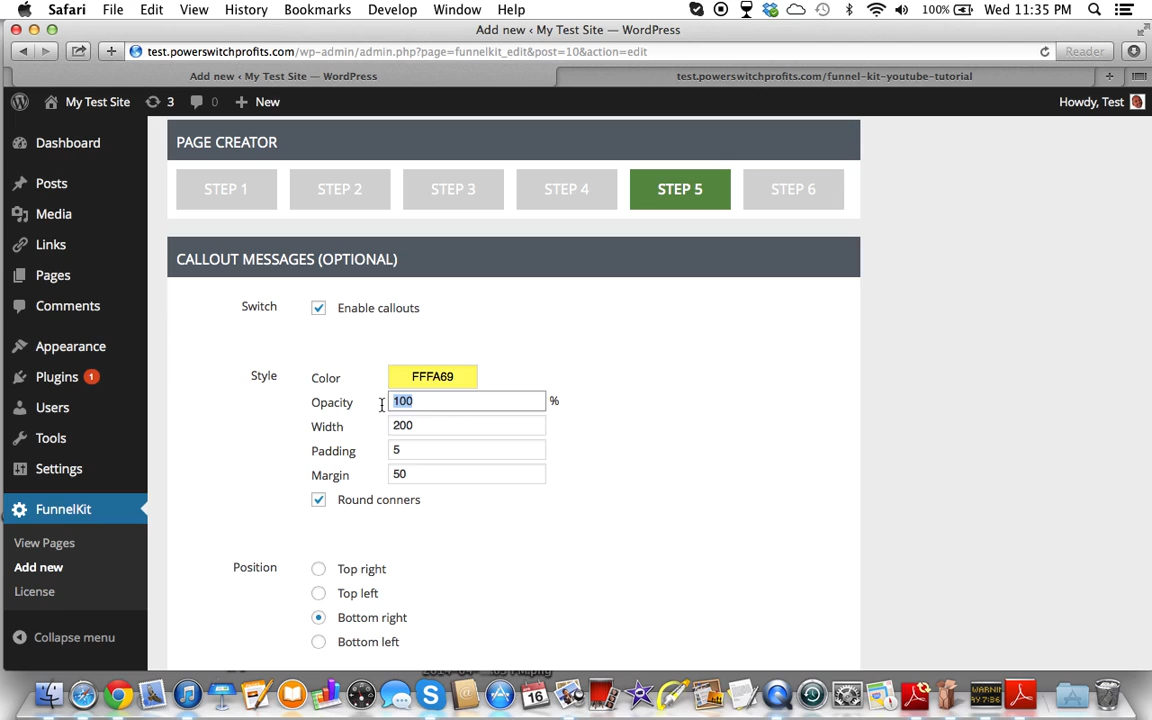 Safari File Edit View History Bookmarks Develop Window Help 100% Wed 11:35 PM
Add new ‹ My Test Site — WordPress
test.powerswitchprofits.com/wp-admin/admin.php?page=funnelkit_edit&post=10&action=edit Reader
Add new ‹ My Test Site — WordPress test.powerswitchprofits.com/funnel-kit-youtube-tutorial
My Test Site 3 0 New Howdy, Test
Dashboard
Posts
Media
Links
Pages
Comments
Appearance
Plugins 1
Users
Tools
Settings
FunnelKit
View Pages
Add new
License
Collapse menu
PAGE CREATOR
STEP 1 STEP 2 STEP 3 STEP 4 STEP 5 STEP 6
CALLOUT MESSAGES (OPTIONAL)
Switch Enable callouts
Style Color FFFA69
Opacity 100 %
Width 200
Padding 5
Margin 50
Round conners
Position Top right
Top left
Bottom right
Bottom left